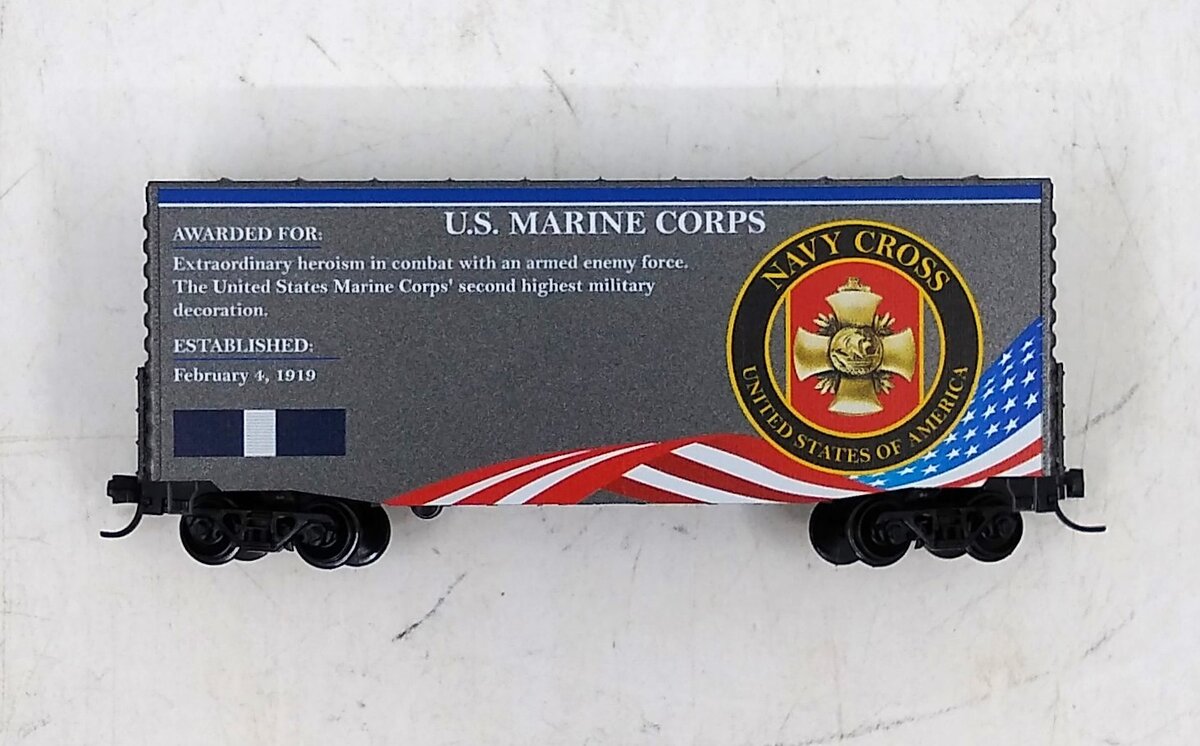 U.S. MARINE CORPS
AWARDED FOR:
Extraordinary heroism in combat with an armed enemy force.
The United States Marine Corps' second highest military
decoration.
ESTABLISHED:
February 4, 1919
NAVY CROSS
UNITED STATES OF AMERICA